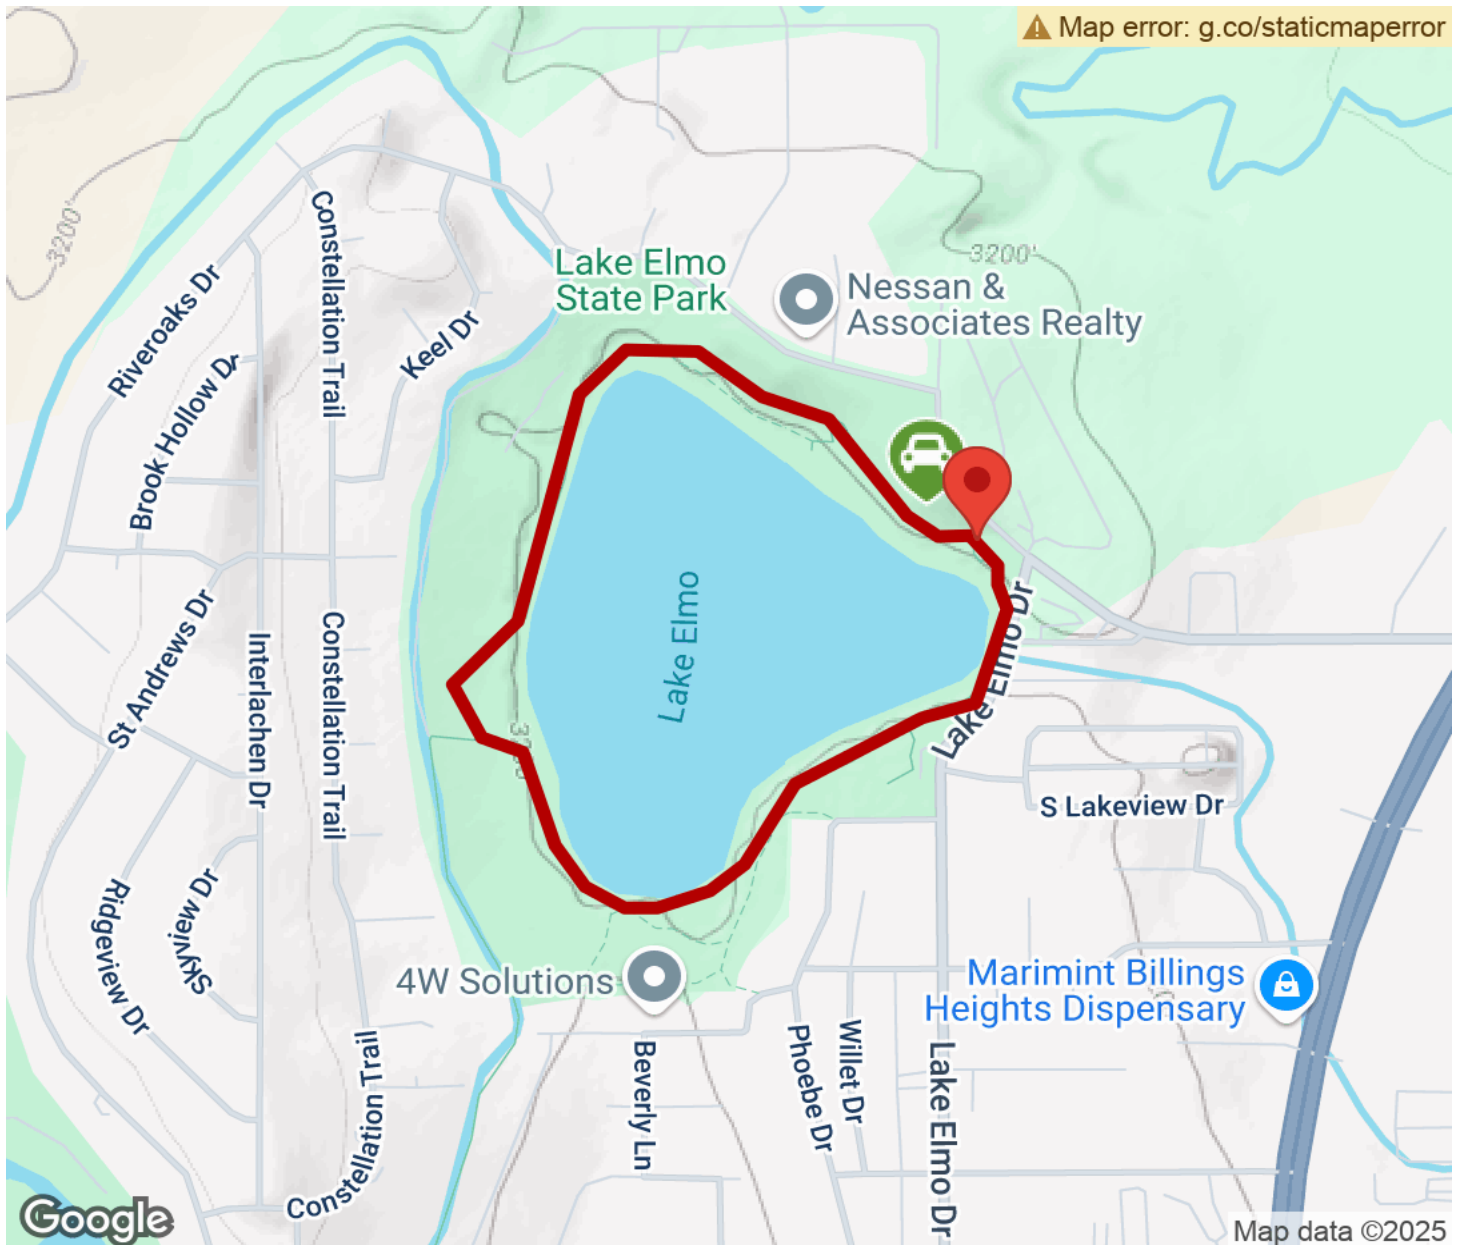 Map error: g.co/staticmaperror
3200'
Constellation Trail
Lake Elmo
State Park
3200'
Nessan &
Associates Realty
Riveroaks Dr
Keel Dr
Brook Hollow Dr
Lake Elmo
Lake Elmo Dr
St Andrews Dr
Interlachen Dr
Constellation Trail
S Lakeview Dr
Skyview Dr
Ridgeview Dr
4W Solutions
Marimint Billings
Heights Dispensary
Constellation Trail
Beverly Ln
Phoebe Dr
Willet Dr
Lake Elmo Dr
Google
Map data ©2025